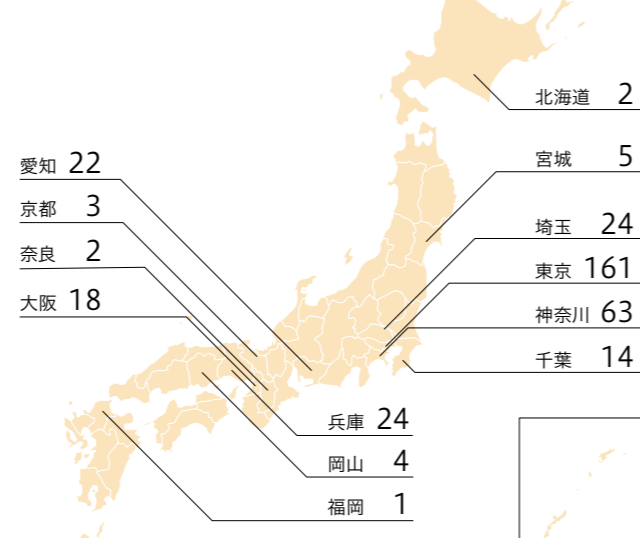 北海道 2
宮城 5
愛知 22
京都 3
奈良 2
大阪 18
埼玉 24
東京 161
神奈川 63
千葉 14
兵庫 24
岡山 4
福岡 1